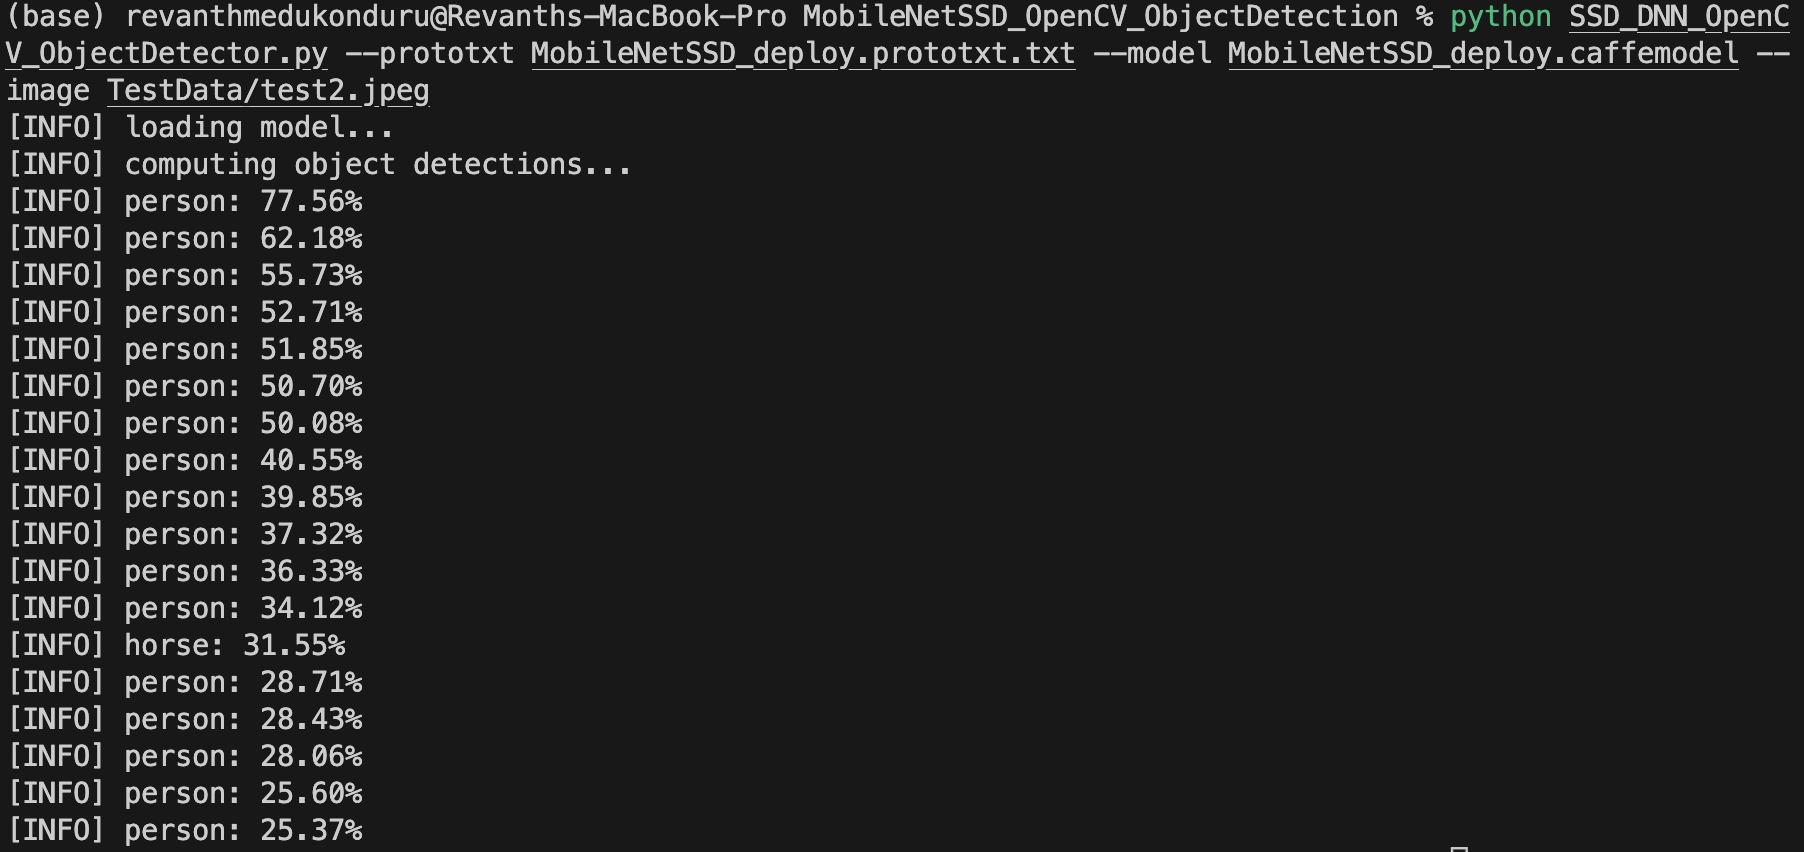 (base) revanthmedukonduru@Revanths-MacBook-Pro MobileNetSSD_OpenCV_ObjectDetection % python SSD_DNN_OpenC
V_ObjectDetector.py --prototxt MobileNetSSD_deploy.prototxt.txt --model MobileNetSSD_deploy.caffemodel --
image TestData/test2.jpeg
[INFO] loading model...
[INFO] computing object detections...
[INFO] person: 77.56%
[INFO] person: 62.18%
[INFO] person: 55.73%
[INFO] person: 52.71%
[INFO] person: 51.85%
[INFO] person: 50.70%
[INFO] person: 50.08%
[INFO] person: 40.55%
[INFO] person: 39.85%
[INFO] person: 37.32%
[INFO] person: 36.33%
[INFO] person: 34.12%
[INFO] horse: 31.55%
[INFO] person: 28.71%
[INFO] person: 28.43%
[INFO] person: 28.06%
[INFO] person: 25.60%
[INFO] person: 25.37%